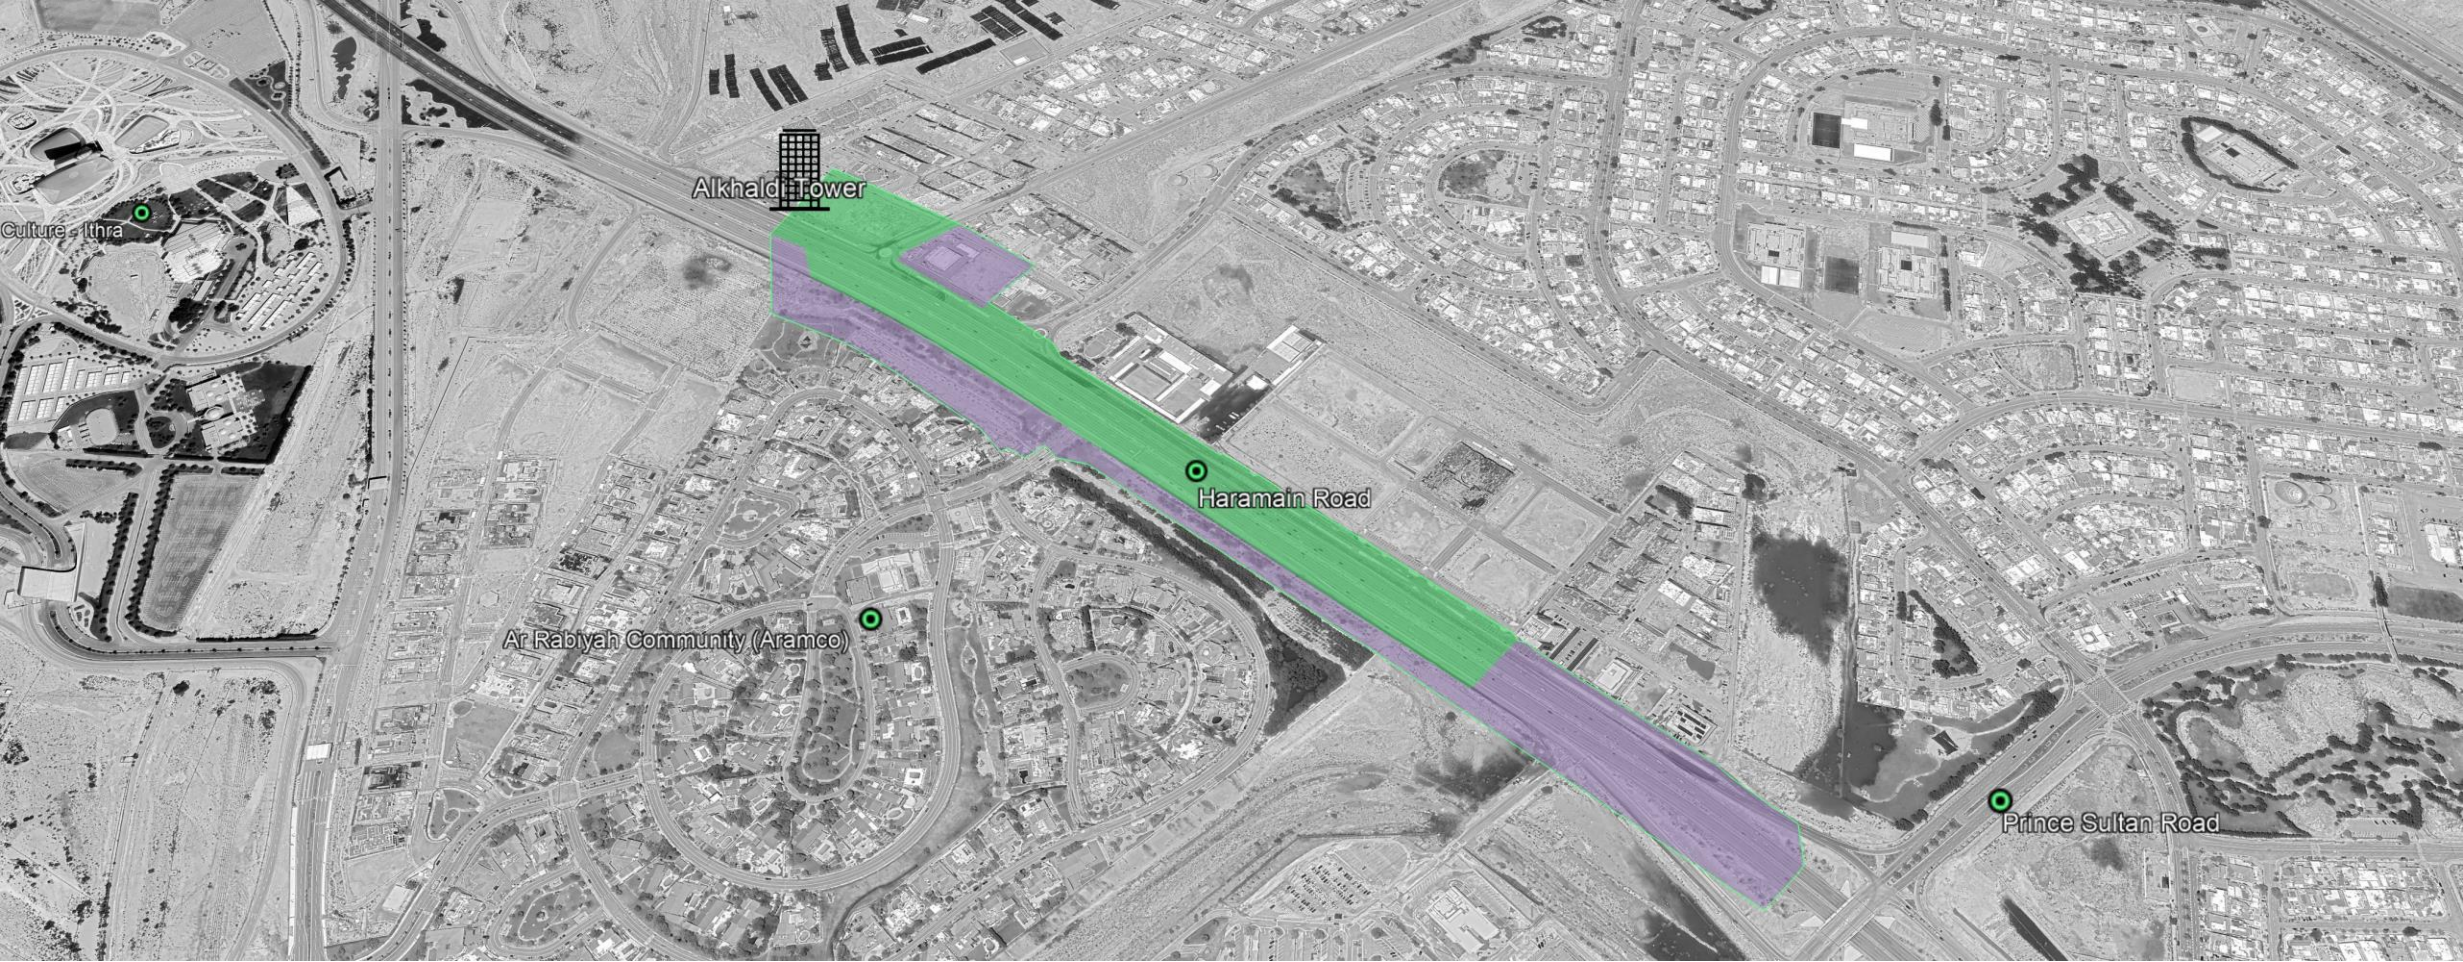 Alkhaldi Tower
Culture - Ithra
Haramain Road
Ar Rabiyah Community (Aramco)
Prince Sultan Road